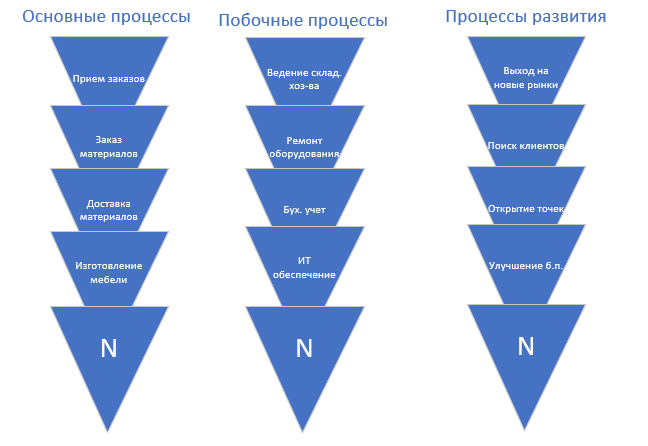 Основные процессы
Прием заказов
Заказ
материалов
Доставка
материалов
Изготовление
мебели
N
Побочные процессы
Ведение склад.
хоз-ва
Ремонт
оборудования
Бух. учет
ИТ
обеспечение
N
Процессы развития
Выход на
новые рынки
Поиск клиентов
Открытие точек
Улучшение б.п.
N